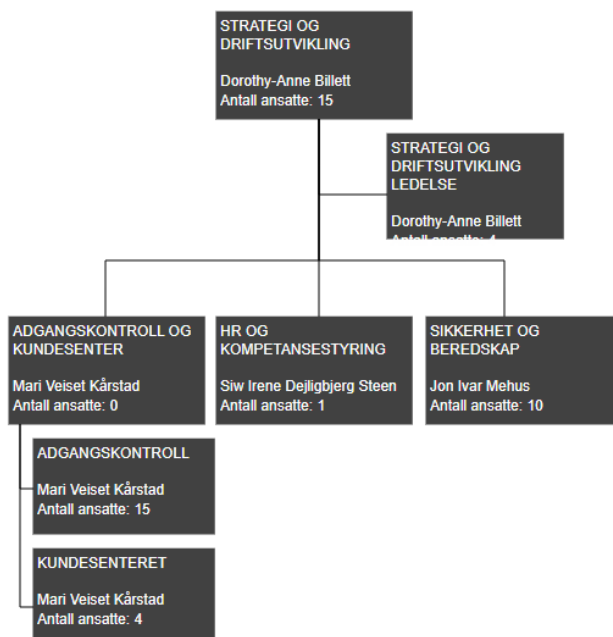 STRATEGI OG
DRIFTSUTVIKLING
Dorothy-Anne Billett
Antall ansatte: 15
STRATEGI OG
DRIFTSUTVIKLING
LEDELSE
Dorothy-Anne Billett
Antall ansatte: 4
ADGANGSKONTROLL OG
KUNDESENTER
Mari Veiset Kårstad
Antall ansatte: 0
HR OG
KOMPETANSESTYRING
Siw Irene Dejligbjerg Steen
Antall ansatte: 1
SIKKERHET OG
BEREDSKAP
Jon Ivar Mehus
Antall ansatte: 10
ADGANGSKONTROLL
Mari Veiset Kårstad
Antall ansatte: 15
KUNDESENTERET
Mari Veiset Kårstad
Antall ansatte: 4